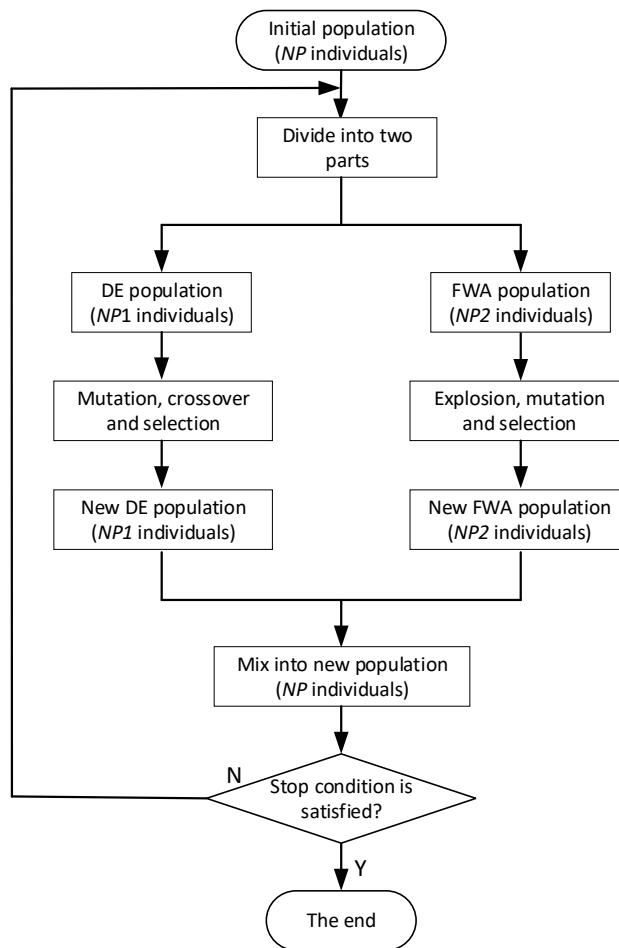 Initial population
(NP individuals)
Divide into two
parts
DE population
(NP1 individuals)
FWA population
(NP2 individuals)
Mutation, crossover
and selection
Explosion, mutation
and selection
New DE population
(NP1 individuals)
New FWA population
(NP2 individuals)
Mix into new population
(NP individuals)
N
Stop condition is
satisfied?
Y
The end